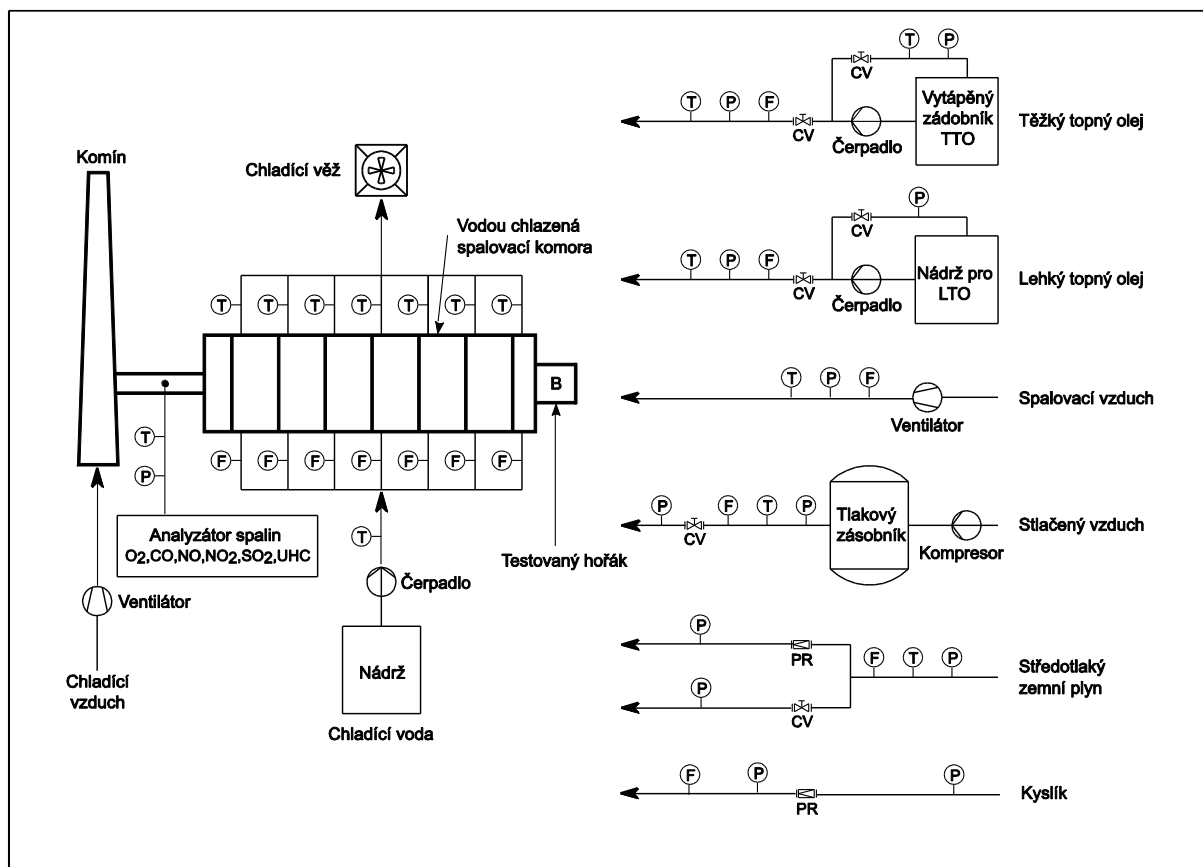 Komín
Chladící věž
Vodou chlazená
spalovací komora
T T T T T T T
B
F F F F F F F
T
P
Analyzátor spalin
O2,CO,NO,NO2,SO2,UHC
Testovaný hořák
T
Čerpadlo
Ventilátor
Nádrž
Chladící
vzduch
Chladící voda
T P
CV
Vytápěný
zádobník
TTO
T P F
CV
Čerpadlo
Těžký topný olej
P
CV
Nádrž pro
LTO
T P F
CV
Čerpadlo
Lehký topný olej
T P F
Ventilátor
Spalovací vzduch
P F T P
CV
Tlakový
zásobník
Kompresor
Stlačený vzduch
P
PR
F T P
P
CV
Středotlaký
zemní plyn
F P P
PR
Kyslík